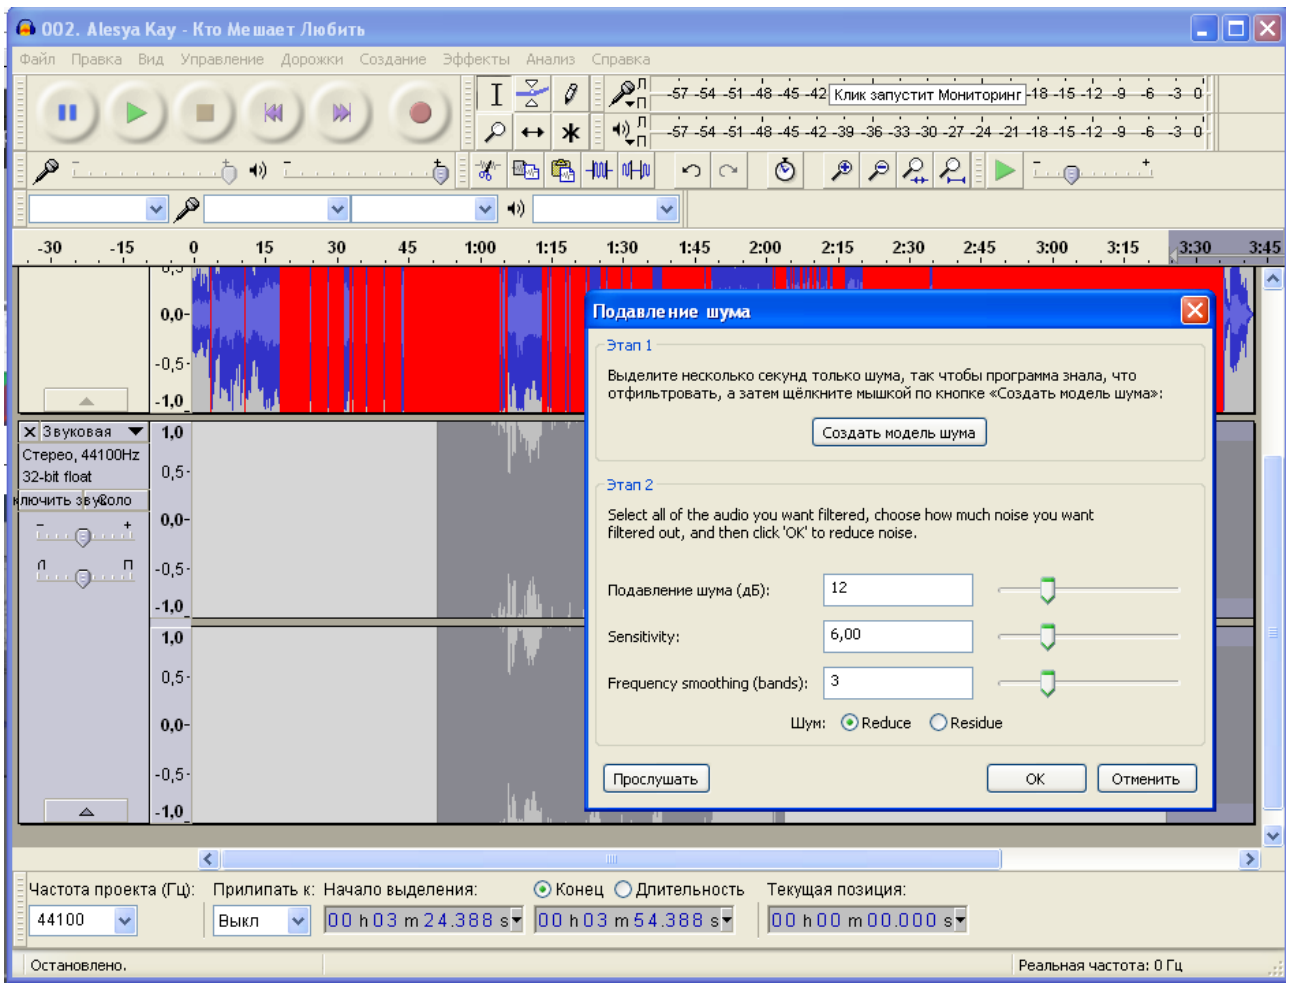 002. Alesya Kay - Кто Мешает Любить
Файл Правка Вид Управление Дорожки Создание Эффекты Анализ Справка
Л П -57 -54 -51 -48 -45 -42 Клик запустит Мониторинг -18 -15 -12 -9 -6 -3 0
Л П -57 -54 -51 -48 -45 -42 -39 -36 -33 -30 -27 -24 -21 -18 -15 -12 -9 -6 -3 0
-30 -15 0 15 30 45 1:00 1:15 1:30 1:45 2:00 2:15 2:30 2:45 3:00 3:15 3:30 3:45
0,5-
0,0-
-0,5-
-1,0
Подавление шума
Этап 1
Выделите несколько секунд только шума, так чтобы программа знала, что
отфильтровать, а затем щёлкните мышкой по кнопке «Создать модель шума»:
Создать модель шума
Этап 2
Select all of the audio you want filtered, choose how much noise you want
filtered out, and then click 'OK' to reduce noise.
Подавление шума (дБ): 12
Sensitivity: 6,00
Frequency smoothing (bands): 3
Шум: Reduce Residue
Прослушать OK Отменить
X Звуковая
Стерео, 44100Hz
32-bit float
ключить зву Соло
- +
Л П
1,0
0,5-
0,0-
-0,5-
-1,0
1,0
0,5-
0,0-
-0,5-
-1,0
Частота проекта (Гц): Прилипать к: Начало выделения: Конец Длительность Текущая позиция:
44100 Выкл 00 h 03 m 24.388 s 00 h 03 m 54.388 s 00 h 00 m 00.000 s
Остановлено. Реальная частота: 0 Гц